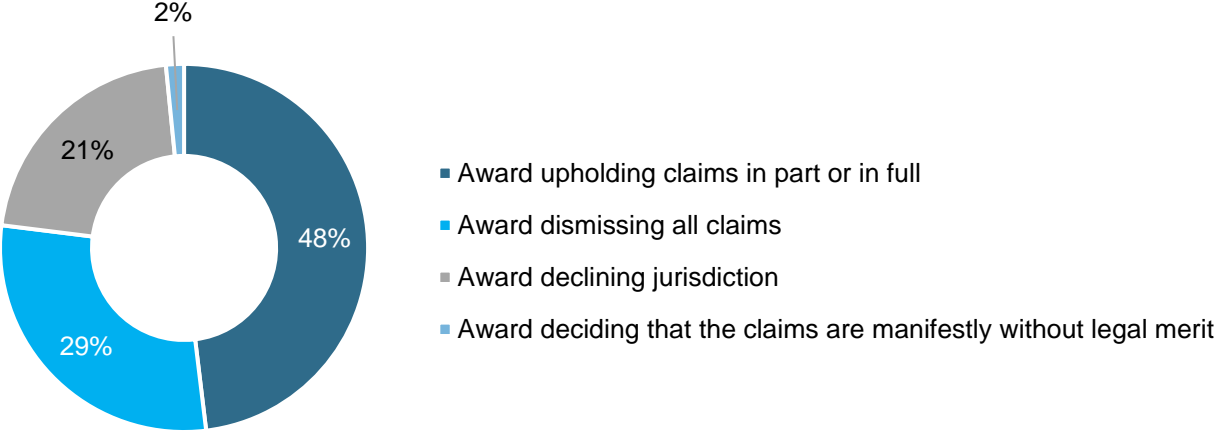 2%
21%
48%
29%
Award upholding claims in part or in full
Award dismissing all claims
Award declining jurisdiction
Award deciding that the claims are manifestly without legal merit